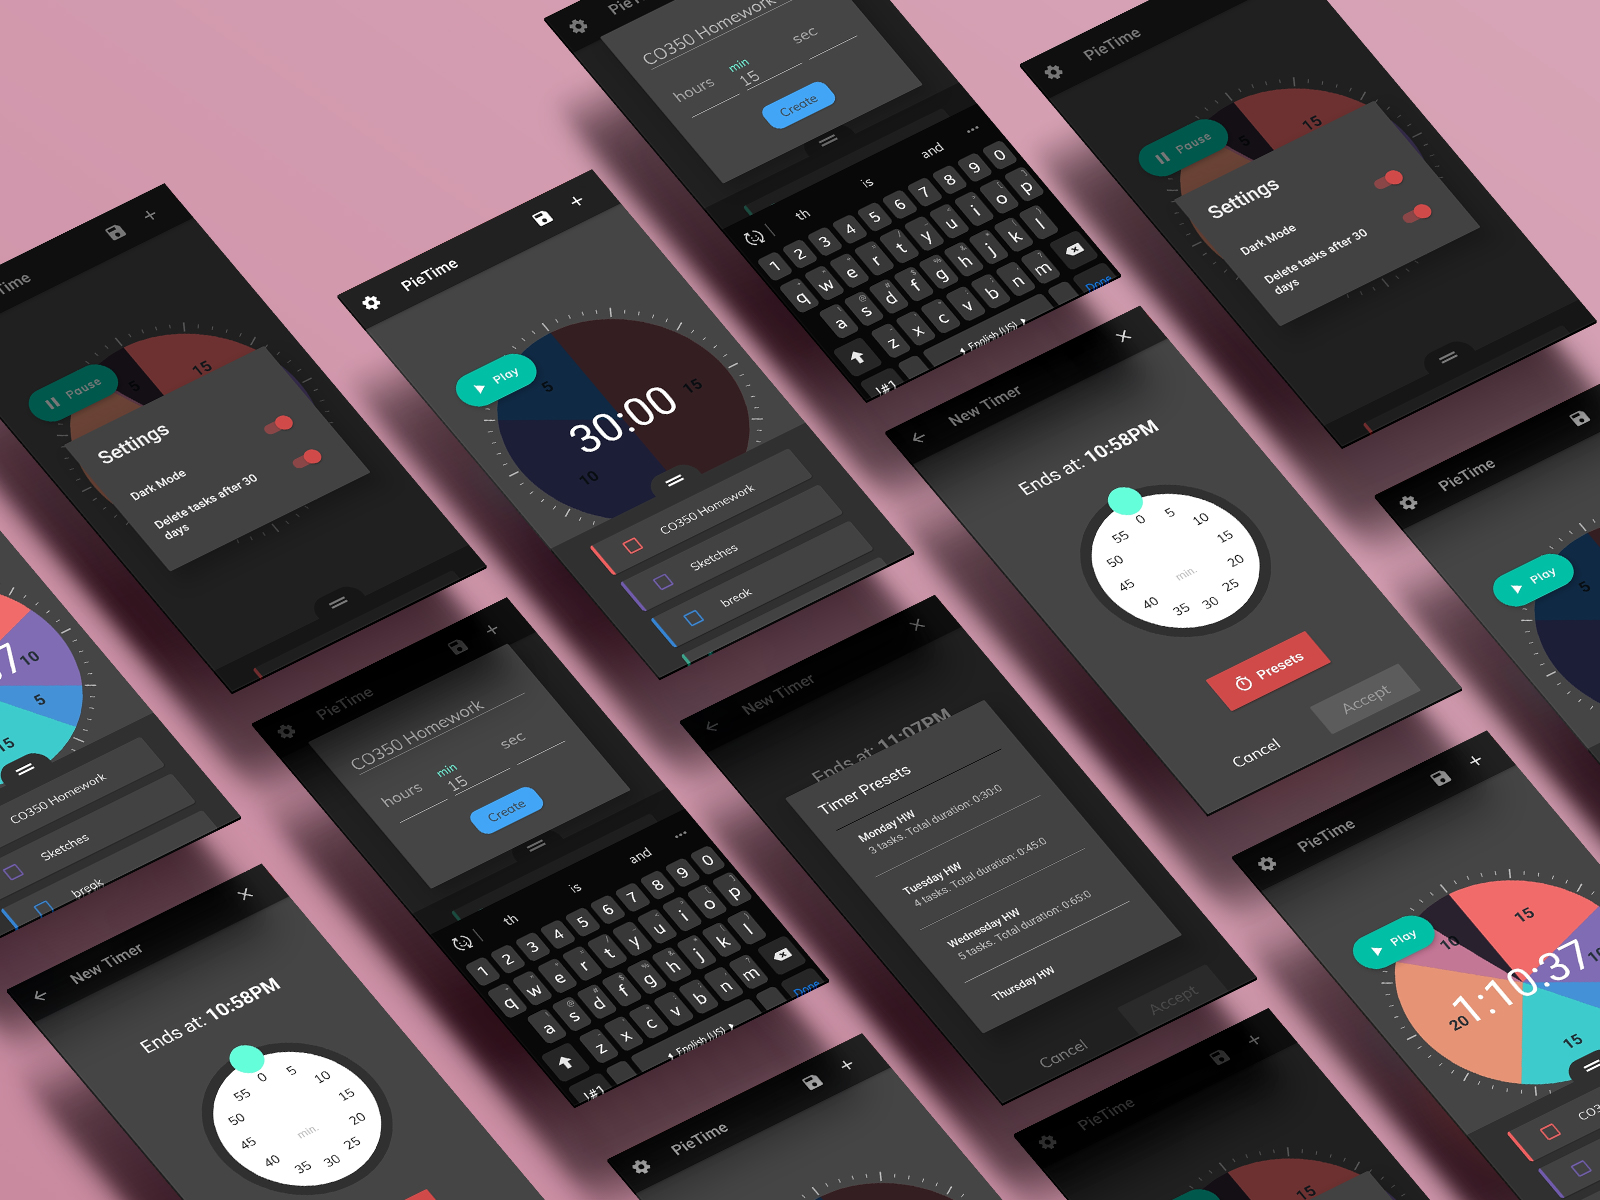 Time
Pause
5
15
Settings
Dark Mode
Delete tasks after 30
days
PieTime
Play
5
15
30:00
10
CO350 Homework
Sketches
break
PieTime
CO350 Homework
hours
min
15
sec
Create
th
is
and
1 2 3 4 5 6 7 8 9 0
q w e r t y u i o p
a s d f g h j k l
z x c v b n m
!#1
English (US)
Done
PieTime
Pause
5
15
Settings
Dark Mode
Delete tasks after 30
days
New Timer
Ends at: 10:58PM
0
5
10
15
20
25
30
35
40
45
50
55
min.
Presets
Cancel
Accept
PieTime
Play
5
7
10
5
15
CO350 Homework
Sketches
break
PieTime
CO350 Homework
hours
min
15
sec
Create
th
is
and
1 2 3 4 5 6 7 8 9 0
q w e r t y u i o p
a s d f g h j k l
z x c v b n m
!#1
English (US)
Done
New Timer
Ends at: 11:07PM
Timer Presets
Monday HW
3 tasks. Total duration: 0:30:0
Tuesday HW
4 tasks. Total duration: 0:45:0
Wednesday HW
5 tasks. Total duration: 0:65:0
Thursday HW
Cancel
Accept
PieTime
Play
10
15
10
1:10:37
20
15
CO3
New Timer
Ends at: 10:58PM
0
5
10
15
20
25
30
35
40
45
50
55
min.
PieTime
PieTime
15